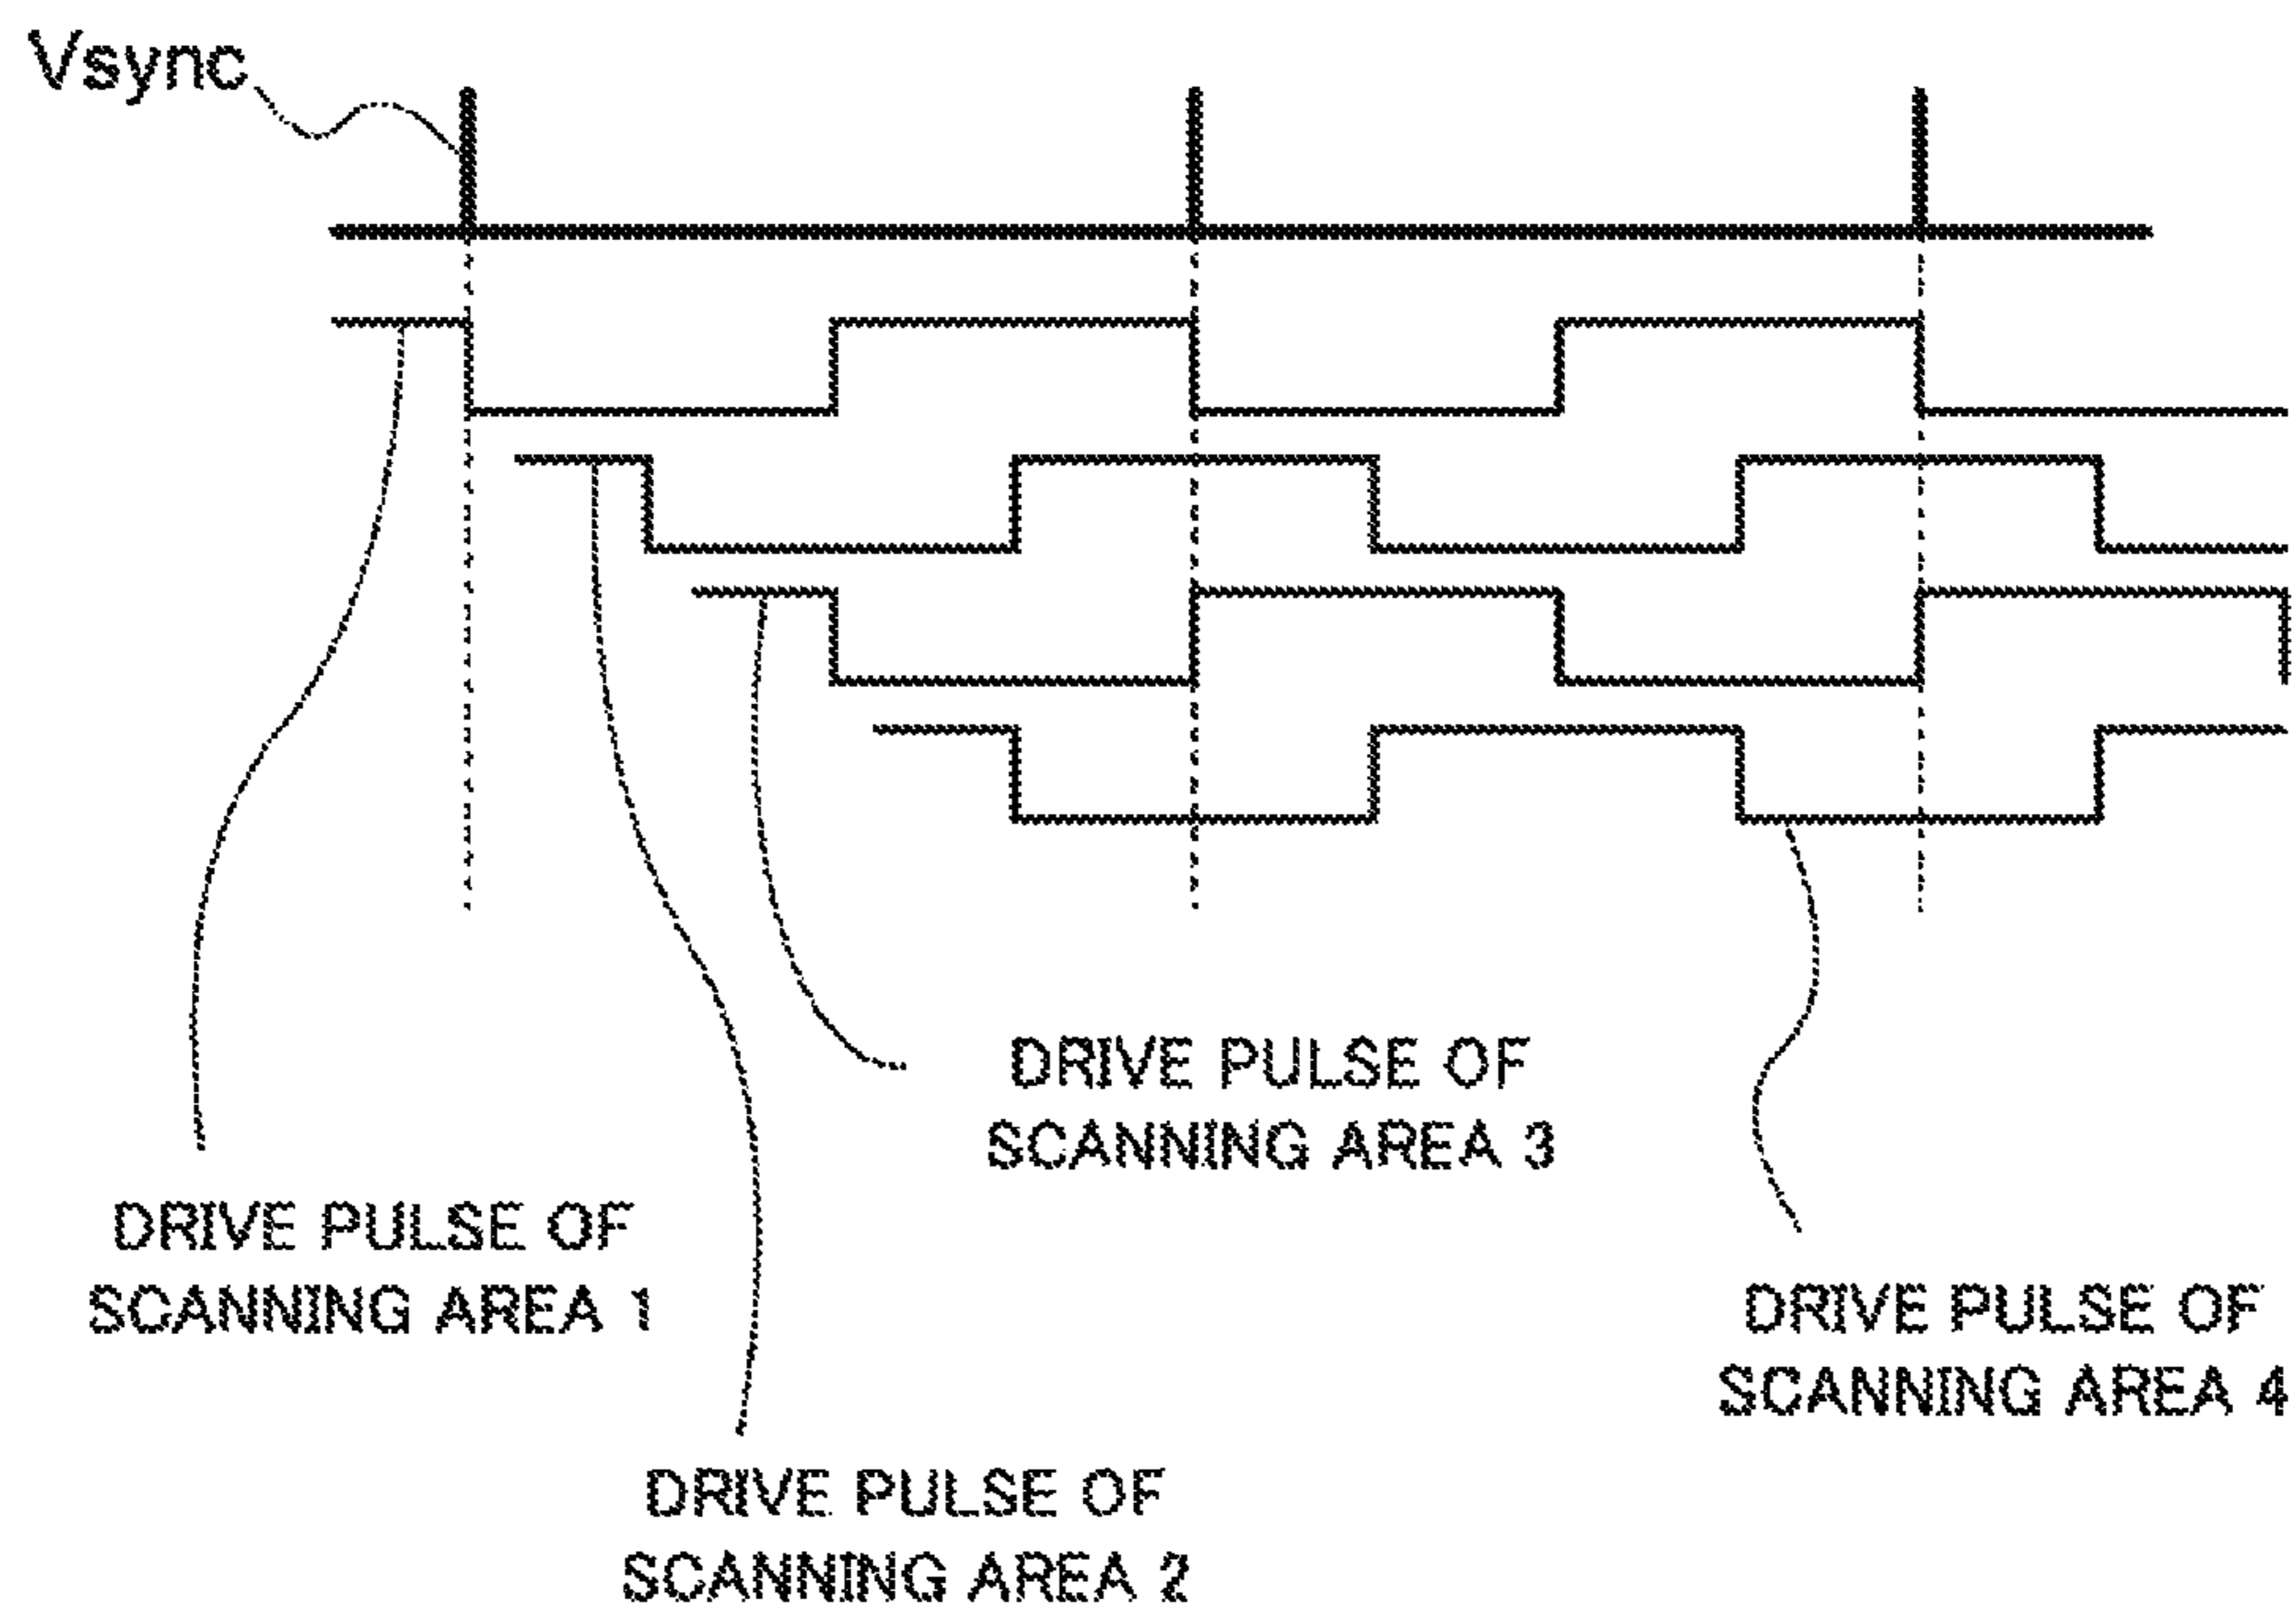 Vsync
DRIVE PULSE OF
SCANNING AREA 3
DRIVE PULSE OF
SCANNING AREA 1
DRIVE PULSE OF
SCANNING AREA 4
DRIVE PULSE OF
SCANNING AREA 2